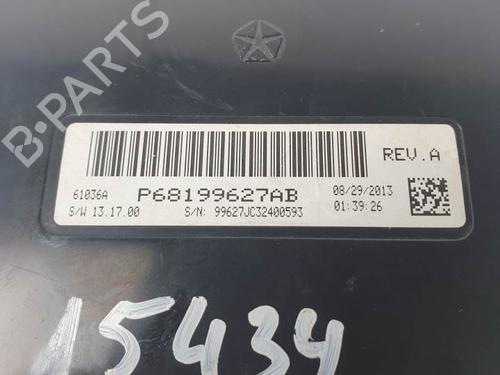 B-PARTS
REV.A
61036A P68199627AB 08/29/2013
S/W 13.17.00 S/N: 99627JC32400593 01:39:26
15434